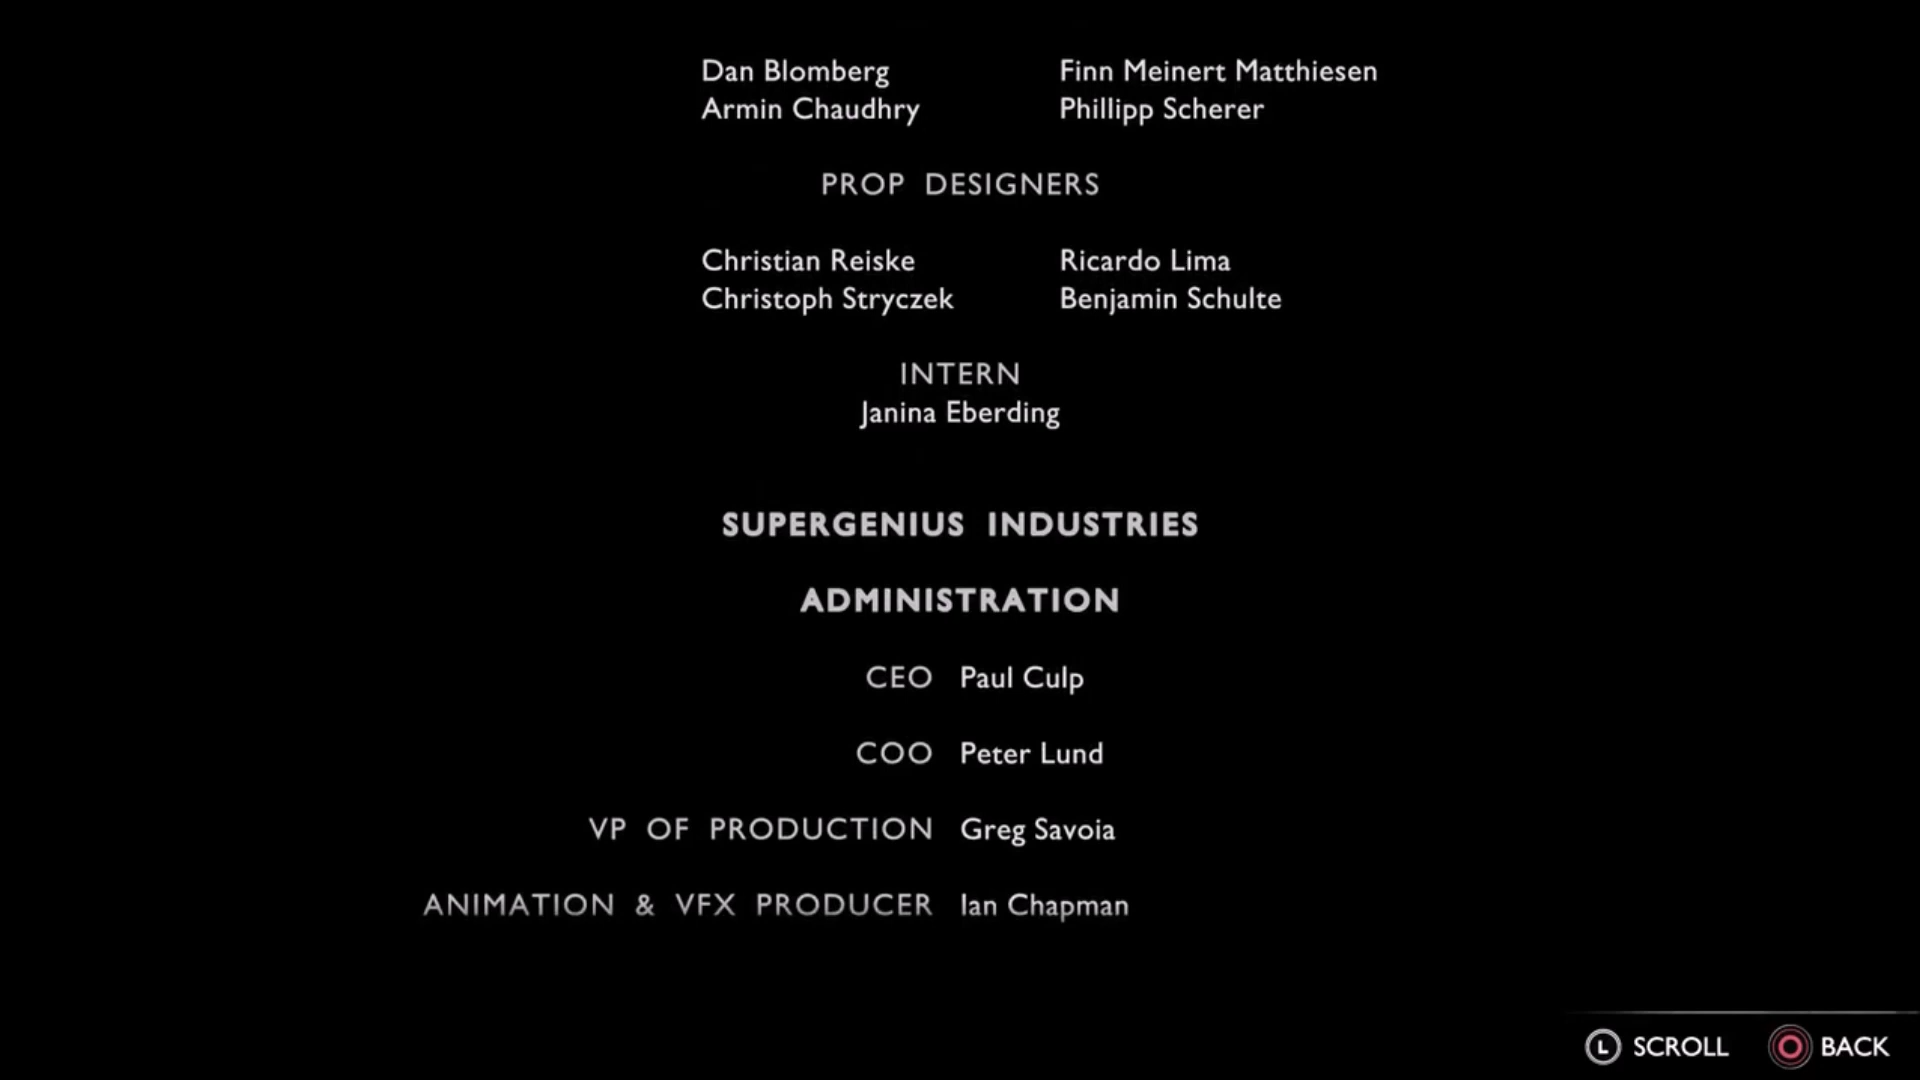 Dan Blomberg Finn Meinert Matthiesen
Armin Chaudhry Phillipp Scherer
PROP DESIGNERS
Christian Reiske Ricardo Lima
Christoph Stryczek Benjamin Schulte
INTERN
Janina Eberding
SUPERGENIUS INDUSTRIES
ADMINISTRATION
CEO Paul Culp
COO Peter Lund
VP OF PRODUCTION Greg Savoia
ANIMATION & VFX PRODUCER Ian Chapman
L SCROLL BACK